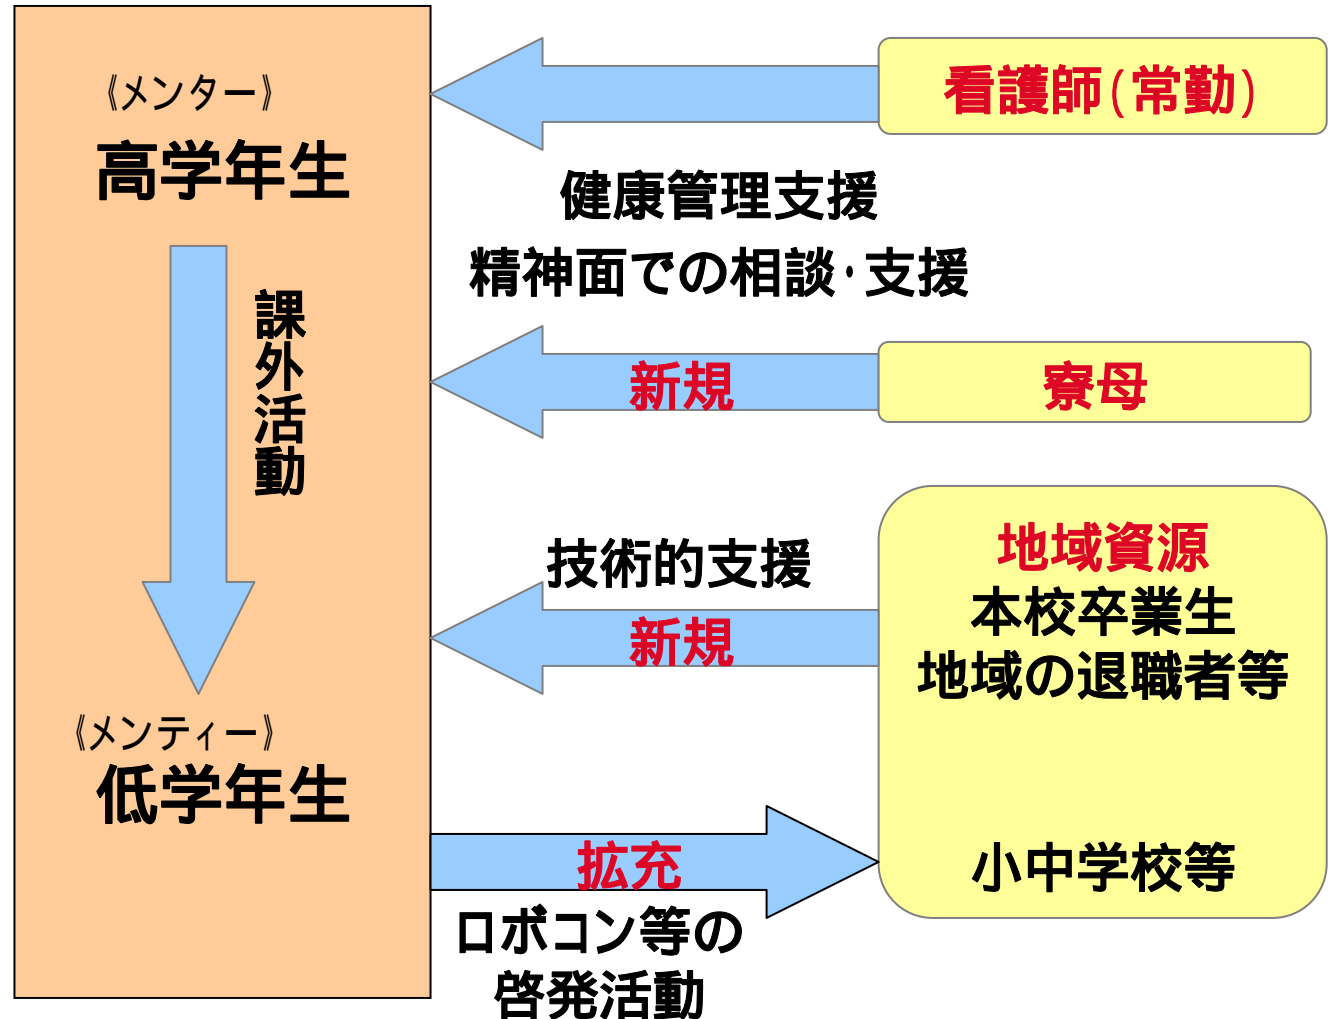 《メンター》
高学年生
課外活動
《メンティー》
低学年生
看護師(常勤)
健康管理支援
精神面での相談・支援
新規
寮母
技術的支援
新規
地域資源
本校卒業生
地域の退職者等
小中学校等
拡充
ロボコン等の
啓発活動